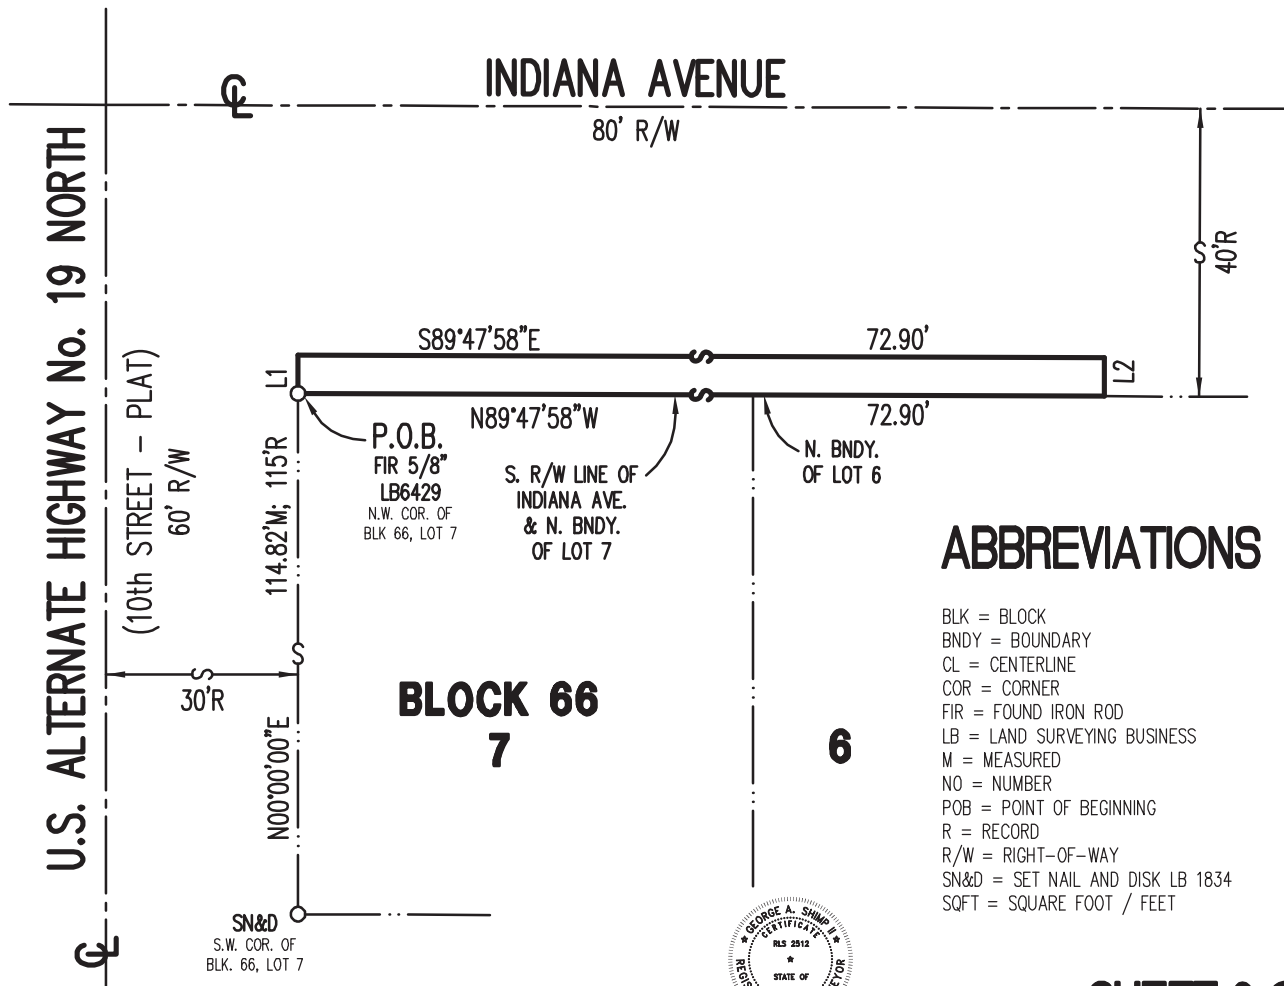 INDIANA AVENUE
80' R/W
CL
U.S. ALTERNATE HIGHWAY No. 19 NORTH
(10th STREET - PLAT)
60' R/W
S
40'R
S89°47'58"E
S
72.90'
L1
L2
N89°47'58"W
S
72.90'
P.O.B.
FIR 5/8"
LB6429
N.W. COR. OF
BLK 66, LOT 7
S. R/W LINE OF
INDIANA AVE.
& N. BNDY.
OF LOT 7
N. BNDY.
OF LOT 6
114.82'M; 115'R
S
N00°00'00"E
S
30'R
BLOCK 66
7
6
ABBREVIATIONS
BLK = BLOCK
BNDY = BOUNDARY
CL = CENTERLINE
COR = CORNER
FIR = FOUND IRON ROD
LB = LAND SURVEYING BUSINESS
M = MEASURED
NO = NUMBER
POB = POINT OF BEGINNING
R = RECORD
R/W = RIGHT-OF-WAY
SN&D = SET NAIL AND DISK LB 1834
SQFT = SQUARE FOOT / FEET
SN&D
S.W. COR. OF
BLK. 66, LOT 7
CL
GEORGE A. SHIMP II
CERTIFICATE
RLS 2512
STATE OF